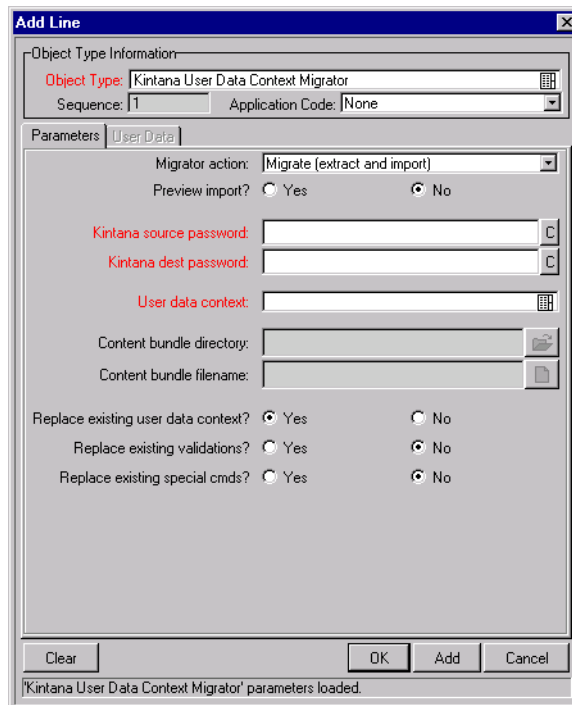 Add Line
Object Type Information
Object Type: Kintana User Data Context Migrator
Sequence: 1 Application Code: None
Parameters User Data
Migrator action: Migrate (extract and import)
Preview import? Yes No
Kintana source password: C
Kintana dest password: C
User data context:
Content bundle directory:
Content bundle filename:
Replace existing user data context? Yes No
Replace existing validations? Yes No
Replace existing special cmds? Yes No
Clear OK Add Cancel
'Kintana User Data Context Migrator' parameters loaded.